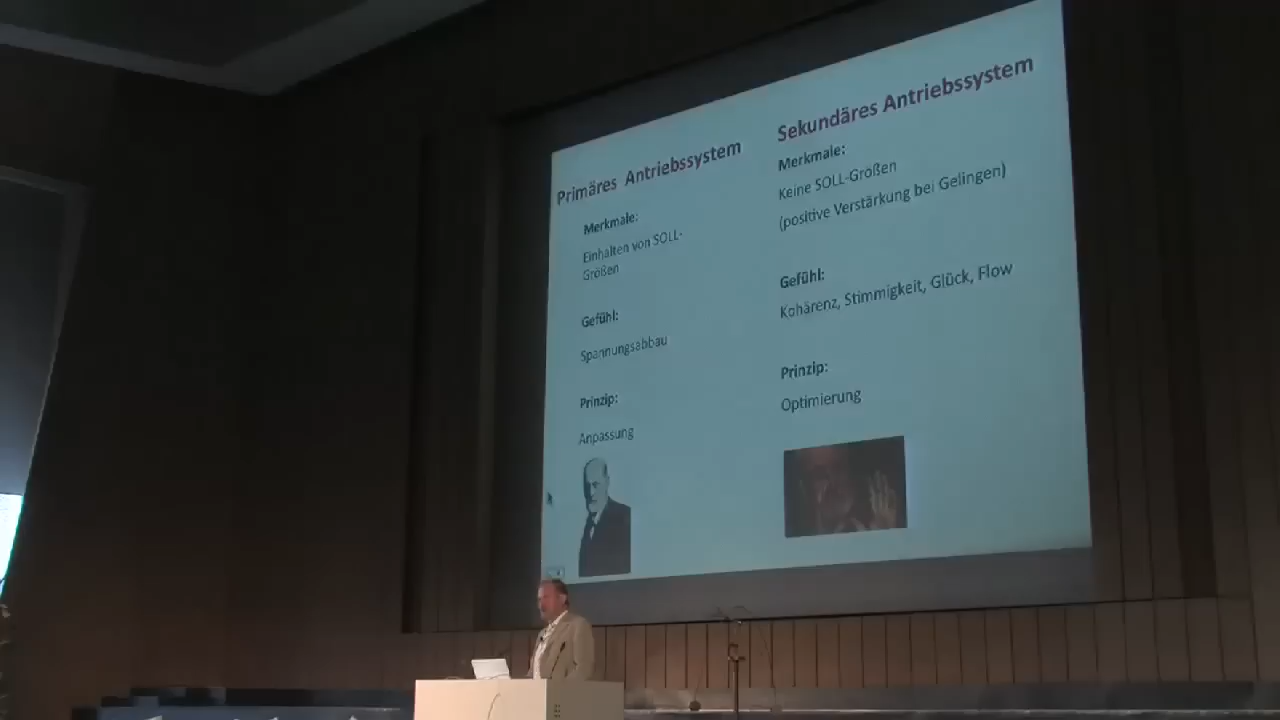 Primäres Antriebssystem
Merkmale:
Einhalten von SOLL-
Größen
Gefühl:
Spannungsabbau
Prinzip:
Anpassung
Sekundäres Antriebssystem
Merkmale:
Keine SOLL-Großen
(positive Verstärkung bei Gelingen)
Gefühl:
Kohärenz, Stimmigkeit, Glück, Flow
Prinzip:
Optimierung